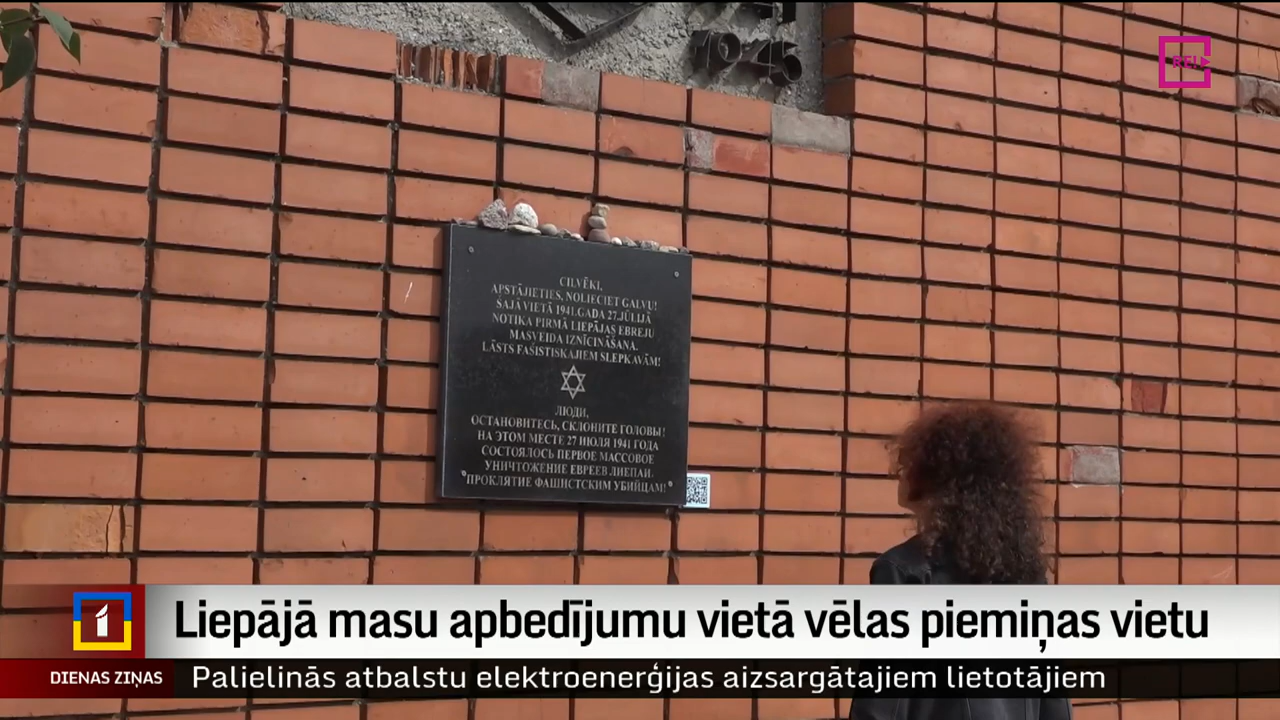 1945
RE:
CILVĒKI,
APSTĀJIETIES, NOLIECIET GALVU!
ŠAJĀ VIETĀ 1941.GADA 27.JŪLIJĀ
NOTIKA PIRMĀ LIEPĀJAS EBREJU
MASVEIDA IZNĪCINĀŠANA.
LĀSTS FAŠISTISKAJIEM SLEPKAVĀM!
ЛЮДИ,
ОСТАНОВИТЕСЬ, СКЛОНИТЕ ГОЛОВЫ!
НА ЭТОМ МЕСТЕ 27 ИЮЛЯ 1941 ГОДА
СОСТОЯЛОСЬ ПЕРВОЕ МАССОВОЕ
УНИЧТОЖЕНИЕ ЕВРЕЕВ ЛИЕПАИ.
ПРОКЛЯТИЕ ФАШИСТСКИМ УБИЙЦАМ!
1
Liepājā masu apbedījumu vietā vēlas piemiņas vietu
DIENAS ZIŅAS
Palielinās atbalstu elektroenerģijas aizsargātajiem lietotājiem